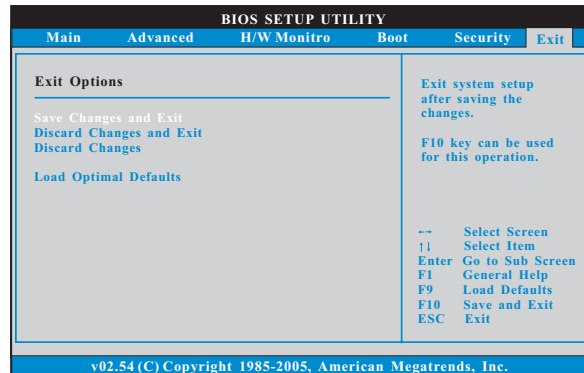 BIOS SETUP UTILITY
Main Advanced H/W Monitro Boot Security Exit
Exit Options
Save Changes and Exit
Discard Changes and Exit
Discard Changes
Load Optimal Defaults
Exit system setup
after saving the
changes.
F10 key can be used
for this operation.
←→ Select Screen
↑↓ Select Item
Enter Go to Sub Screen
F1 General Help
F9 Load Defaults
F10 Save and Exit
ESC Exit
v02.54 (C) Copyright 1985-2005, American Megatrends, Inc.